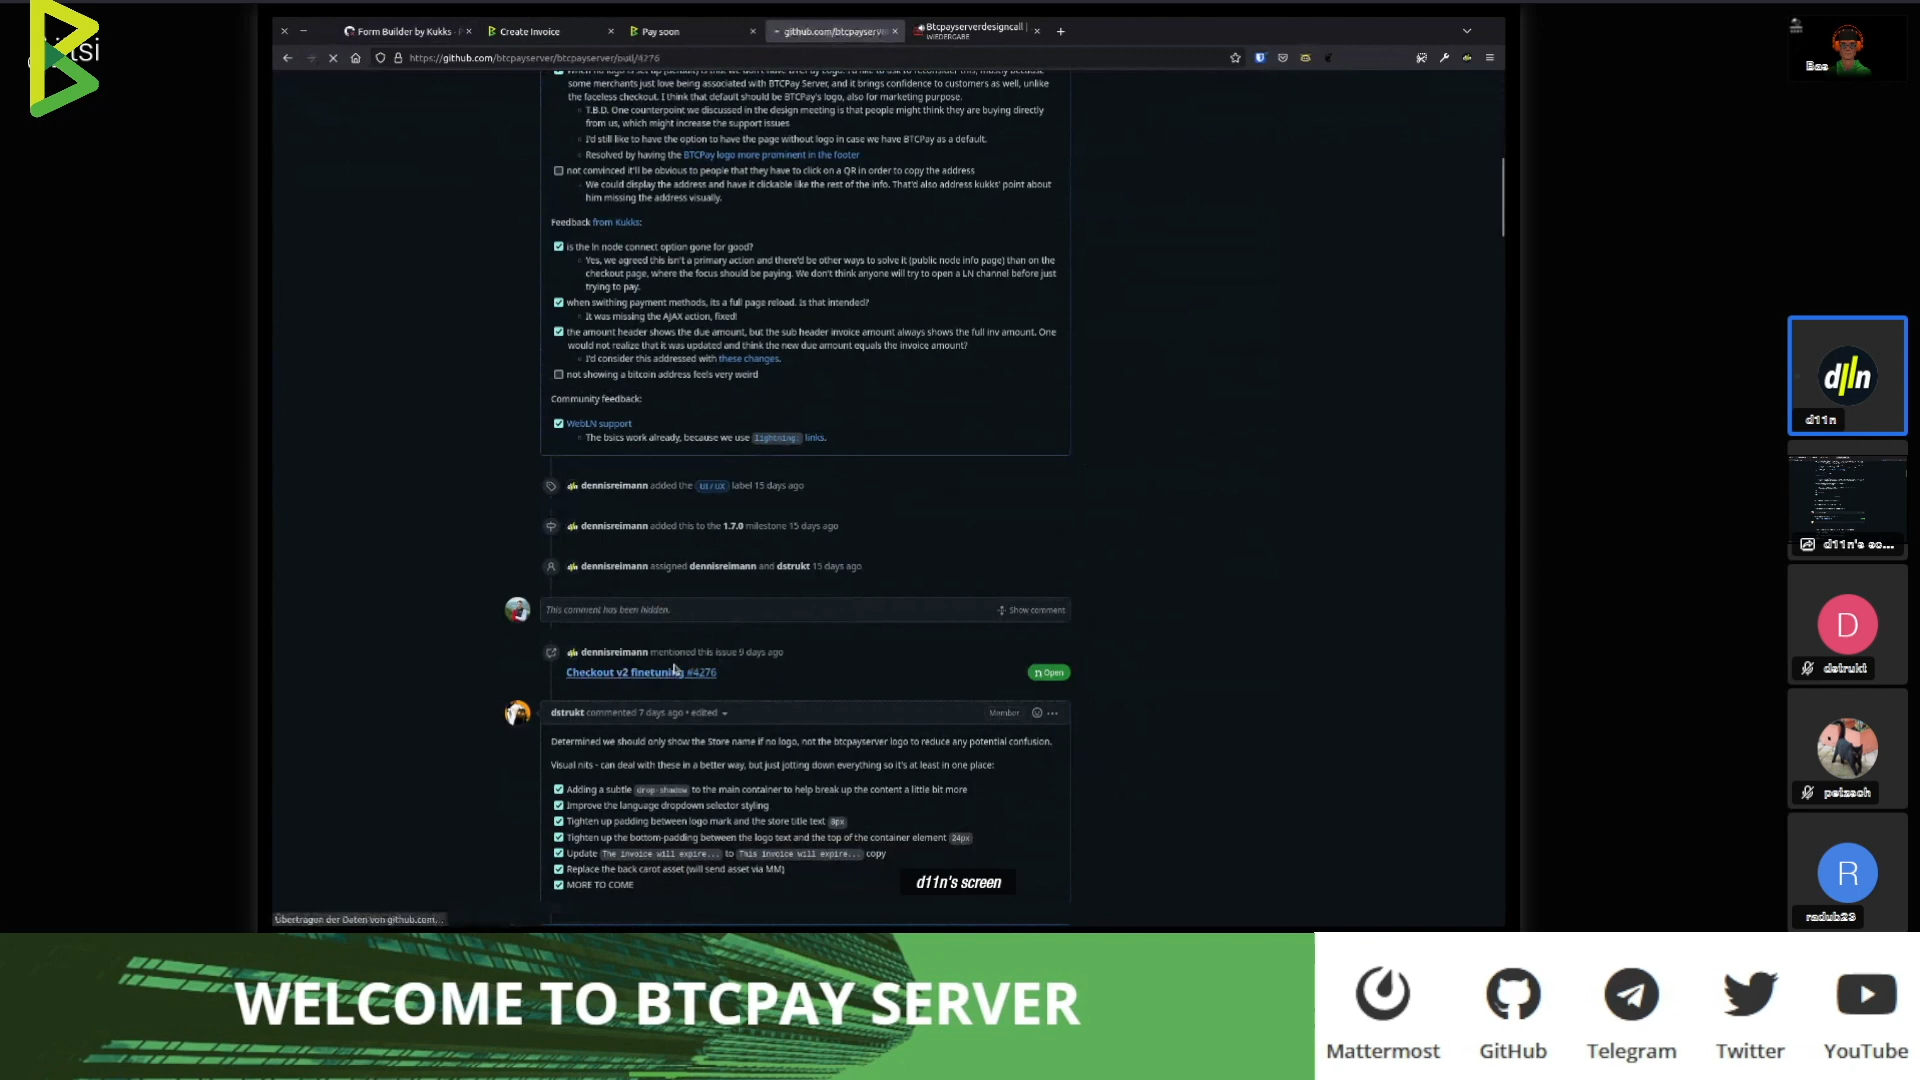 Form Builder by Kukks · P
Create Invoice
Pay soon
github.com/btcpayserv
Btcpayserverdesigncall
WIEDERGABE
https://github.com/btcpayserver/btcpayserver/pull/4276
some merchants just love being associated with BTCPay Server, and it brings confidence to customers as well, unlike
the faceless checkout. I think that default should be BTCPay's logo, also for marketing purpose.
T.B.D. One counterpoint we discussed in the design meeting is that people might think they are buying directly
from us, which might increase the support issues
I'd still like to have the option to have the page without logo in case we have BTCPay as a default.
Resolved by having the BTCPay logo more prominent in the footer
not convinced it'll be obvious to people that they have to click on a QR in order to copy the address
We could display the address and have it clickable like the rest of the info. That'd also address kukks' point about
him missing the address visually.
Feedback from Kukks:
is the ln node connect option gone for good?
Yes, we agreed this isn't a primary action and there'd be other ways to solve it (public node info page) than on the
checkout page, where the focus should be paying. We don't think anyone will try to open a LN channel before just
trying to pay.
when swithing payment methods, its a full page reload. Is that intended?
It was missing the AJAX action, fixed!
the amount header shows the due amount, but the sub header invoice amount always shows the full inv amount. One
would not realize that it was updated and think the new due amount equals the invoice amount?
I'd consider this addressed with these changes.
not showing a bitcoin address feels very weird
Community feedback:
WebLN support
The bsics work already, because we use lightning: links.
dennisreimann added the UI / UX label 15 days ago
dennisreimann added this to the 1.7.0 milestone 15 days ago
dennisreimann assigned dennisreimann and dstrukt 15 days ago
This comment has been hidden.
Show comment
dennisreimann mentioned this issue 9 days ago
Checkout v2 finetuning #4276
Open
dstrukt commented 7 days ago • edited
Member
Determined we should only show the Store name if no logo, not the btcpayserver logo to reduce any potential confusion.
Visual nits - can deal with these in a better way, but just jotting down everything so it's at least in one place:
Adding a subtle drop-shadow to the main container to help break up the content a little bit more
Improve the language dropdown selector styling
Tighten up padding between logo mark and the store title text 8px
Tighten up the bottom-padding between the logo text and the top of the container element 24px
Update The invoice will expire... to This invoice will expire... copy
Replace the back carot asset (will send asset via MM)
MORE TO COME
d11n's screen
Übertragen der Daten von github.com...
Bas
d11n
d11n
d11n's sc...
D
dstrukt
petzsch
R
radub23
WELCOME TO BTCPAY SERVER
Mattermost
GitHub
Telegram
Twitter
YouTube